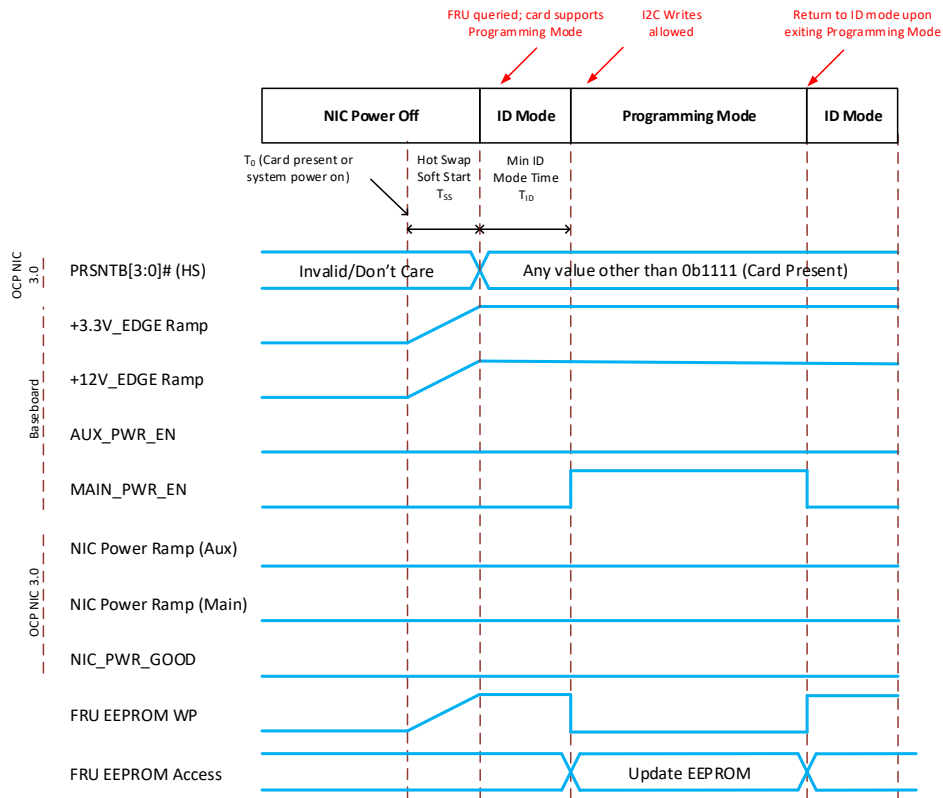 FRU queried; card supports
Programming Mode
I2C Writes
allowed
Return to ID mode upon
exiting Programming Mode
NIC Power Off
ID Mode
Programming Mode
ID Mode
T0 (Card present or
system power on)
Hot Swap
Soft Start
TSS
Min ID
Mode Time
TID
OCP NIC
3.0
PRSNTB[3:0]# (HS)
Invalid/Don't Care
Any value other than 0b1111 (Card Present)
Baseboard
+3.3V_EDGE Ramp
+12V_EDGE Ramp
AUX_PWR_EN
MAIN_PWR_EN
OCP NIC 3.0
NIC Power Ramp (Aux)
NIC Power Ramp (Main)
NIC_PWR_GOOD
FRU EEPROM WP
FRU EEPROM Access
Update EEPROM